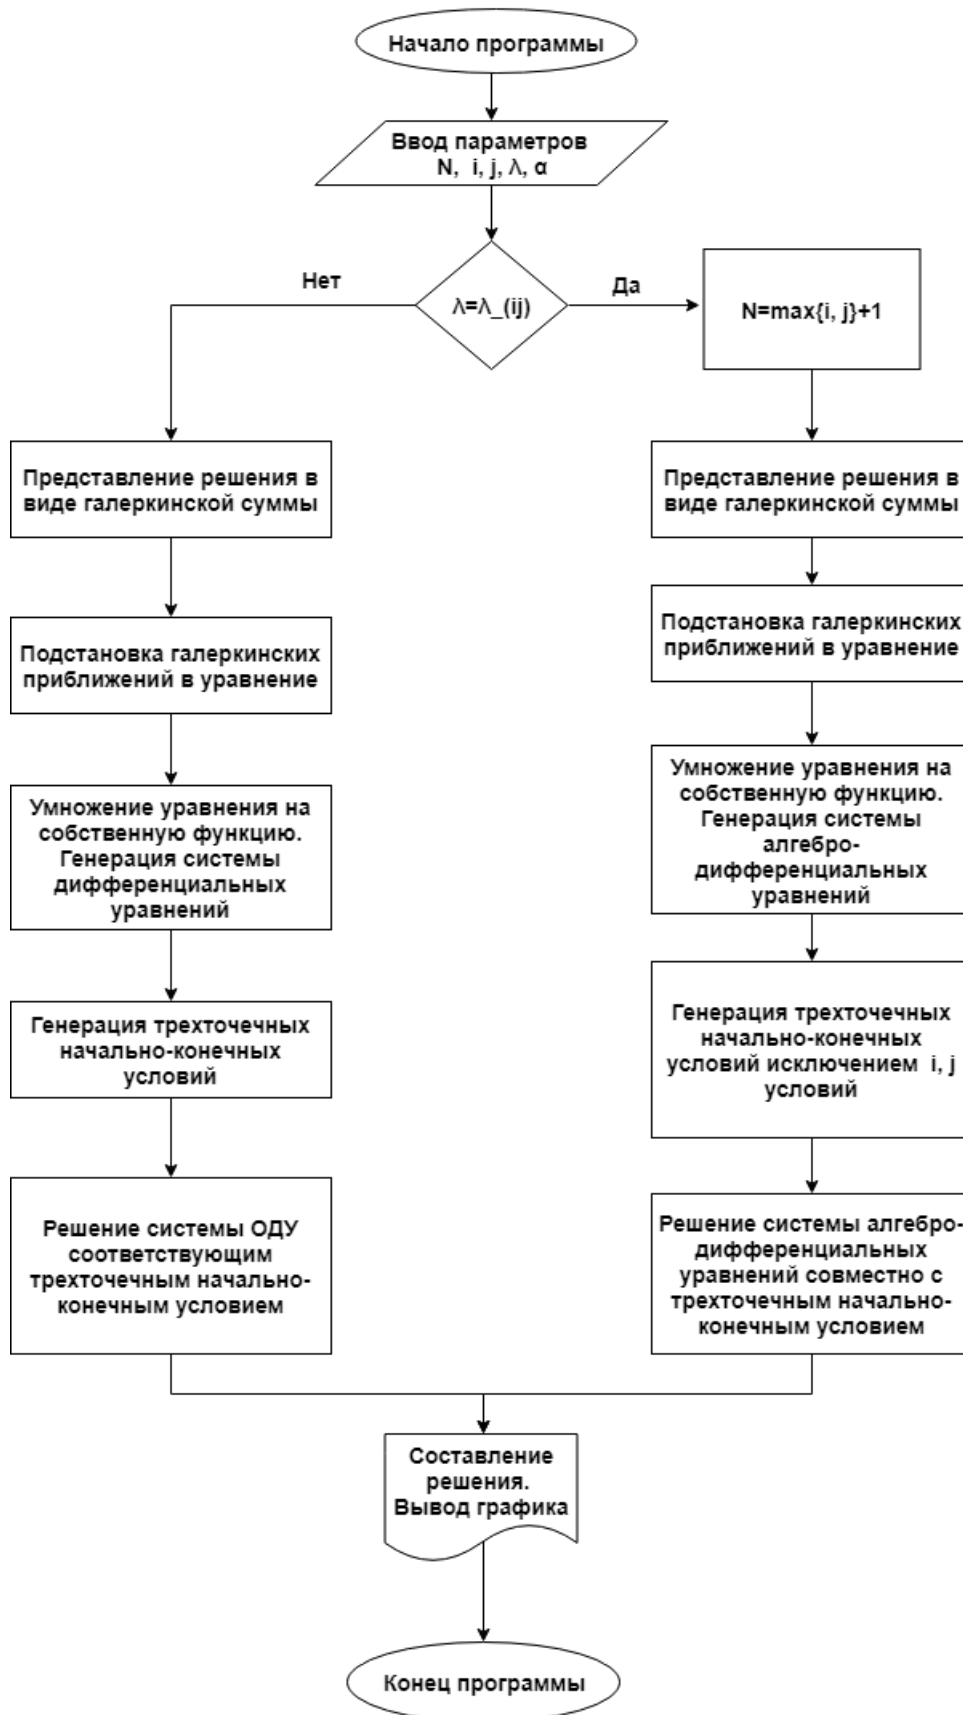 Начало программы
Ввод параметров
N, i, j, λ, α
Нет
λ=λ_(ij)
Да
N=max{i, j}+1
Представление решения в
виде галеркинской суммы
Подстановка галеркинских
приближений в уравнение
Умножение уравнения на
собственную функцию.
Генерация системы
дифференциальных
уравнений
Генерация трехточечных
начально-конечных
условий
Решение системы ОДУ
соответствующим
трехточечным начально-
конечным условием
Представление решения в
виде галеркинской суммы
Подстановка галеркинских
приближений в уравнение
Умножение уравнения на
собственную функцию.
Генерация системы
алгебро-
дифференциальных
уравнений
Генерация трехточечных
начально-конечных
условий исключением i, j
условий
Решение системы алгебро-
дифференциальных
уравнений совместно с
трехточечным начально-
конечным условием
Составление
решения.
Вывод графика
Конец программы